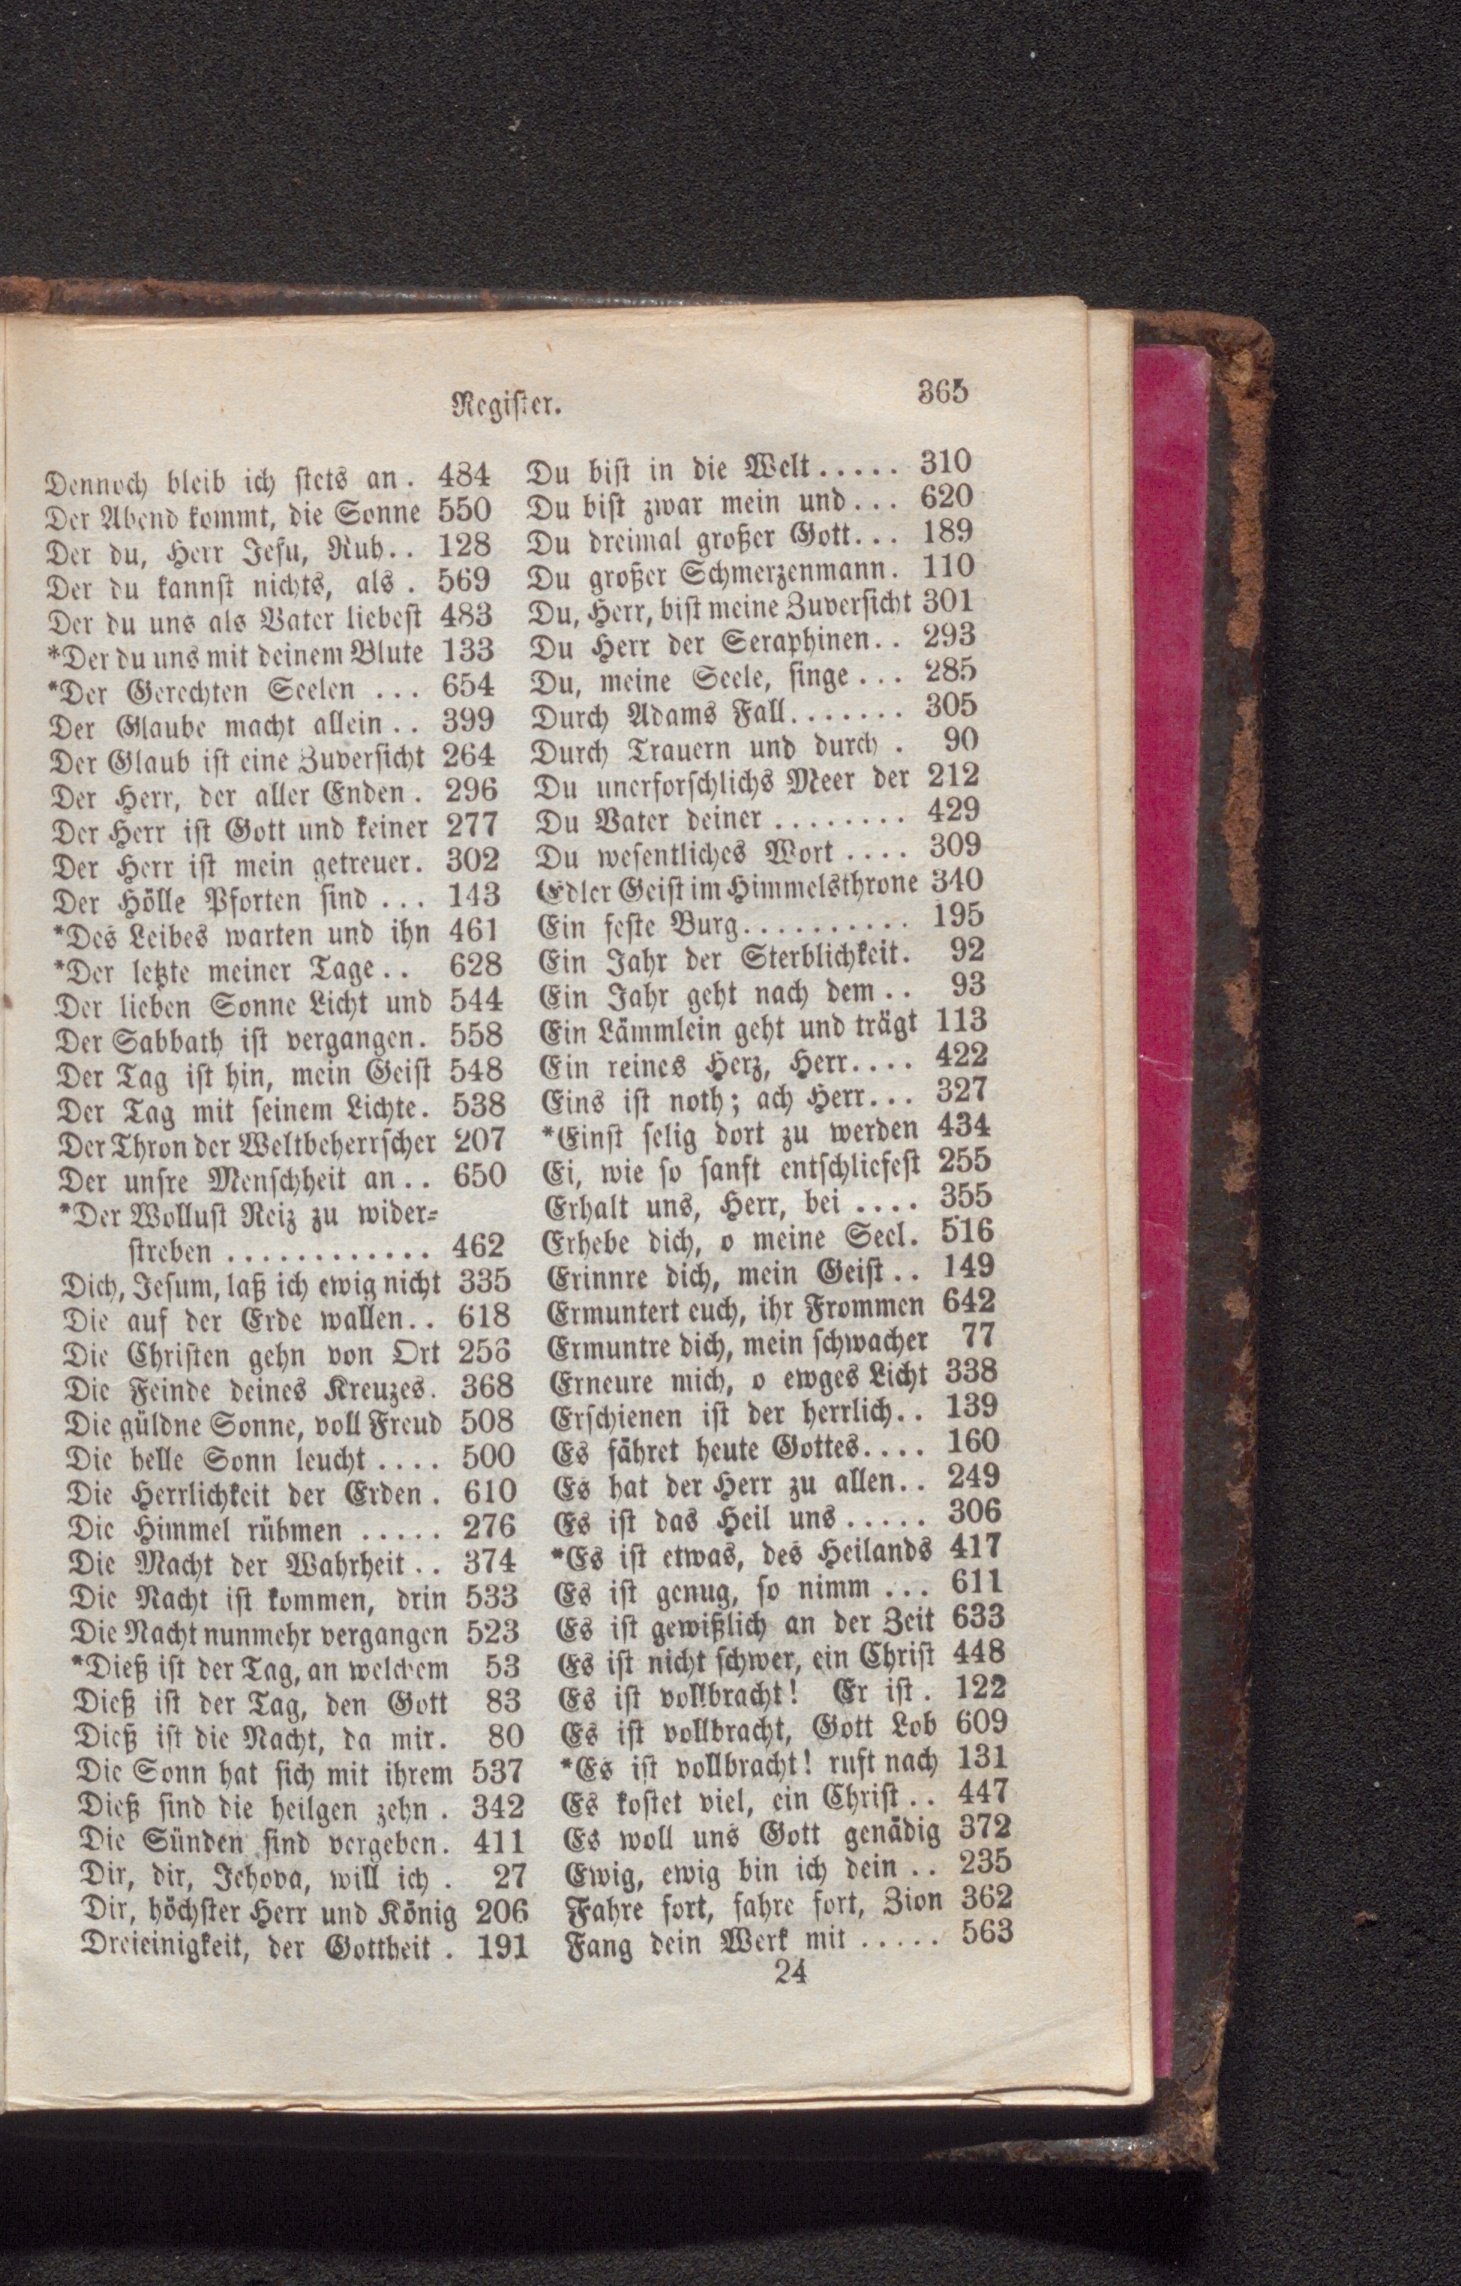 Register.
365
Dennoch bleib ich stets an . 484
Der Abend kommt, die Sonne 550
Der du, Herr Jesu, Ruh . . 128
Der du kannst nichts, als . 569
Der du uns als Vater liebest 483
*Der du uns mit deinem Blute 133
*Der Gerechten Seelen . . . 654
Der Glaube macht allein . . 399
Der Glaub ist eine Zuversicht 264
Der Herr, der aller Enden . 296
Der Herr ist Gott und keiner 277
Der Herr ist mein getreuer . 302
Der Hölle Pforten sind . . . 143
*Des Leibes warten und ihn 461
*Der letzte meiner Tage . . 628
Der lieben Sonne Licht und 544
Der Sabbath ist vergangen . 558
Der Tag ist hin, mein Geist 548
Der Tag mit seinem Lichte . 538
Der Thron der Weltbeherrscher 207
Der unsre Menschheit an . . 650
*Der Wollust Reiz zu wider-
streben . . . . . . . . . . . . 462
Dich, Jesum, laß ich ewig nicht 335
Die auf der Erde wallen . . 618
Die Christen gehn von Ort 256
Die Feinde deines Kreuzes . 368
Die güldne Sonne, voll Freud 508
Die helle Sonn leucht . . . . 500
Die Herrlichkeit der Erden . 610
Die Himmel rühmen . . . . . 276
Die Macht der Wahrheit . . 374
Die Nacht ist kommen, drin 533
Die Nacht nunmehr vergangen 523
*Dieß ist der Tag, an welchem 53
Dieß ist der Tag, den Gott 83
Dieß ist die Nacht, da mir . 80
Die Sonn hat sich mit ihrem 537
Dieß sind die heilgen zehn . 342
Die Sünden sind vergeben . 411
Dir, dir, Jehova, will ich . 27
Dir, höchster Herr und König 206
Dreieinigkeit, der Gottheit . 191
Du bist in die Welt . . . . . 310
Du bist zwar mein und . . . 620
Du dreimal großer Gott . . . 189
Du großer Schmerzenmann . 110
Du, Herr, bist meine Zuversicht 301
Du Herr der Seraphinen . . 293
Du, meine Seele, singe . . . 285
Durch Adams Fall . . . . . . . 305
Durch Trauern und durch . 90
Du unerforschlichs Meer der 212
Du Vater deiner . . . . . . . . 429
Du wesentliches Wort . . . . 309
Edler Geist im Himmelsthrone 340
Ein feste Burg . . . . . . . . . . 195
Ein Jahr der Sterblichkeit . 92
Ein Jahr geht nach dem . . 93
Ein Lämmlein geht und trägt 113
Ein reines Herz, Herr . . . . 422
Eins ist noth; ach Herr . . . 327
*Einst selig dort zu werden 434
Ei, wie so sanft entschliefest 255
Erhalt uns, Herr, bei . . . . 355
Erhebe dich, o meine Seel . 516
Erinnre dich, mein Geist . . 149
Ermuntert euch, ihr Frommen 642
Ermuntre dich, mein schwacher 77
Erneure mich, o ewges Licht 338
Erschienen ist der herrlich . . 139
Es fähret heute Gottes . . . . 160
Es hat der Herr zu allen . . 249
Es ist das Heil uns . . . . . 306
*Es ist etwas, des Heilands 417
Es ist genug, so nimm . . . 611
Es ist gewißlich an der Zeit 633
Es ist nicht schwer, ein Christ 448
Es ist vollbracht! Er ist . 122
Es ist vollbracht, Gott Lob 609
*Es ist vollbracht! ruft nach 131
Es kostet viel, ein Christ . . 447
Es woll uns Gott genädig 372
Ewig, ewig bin ich dein . . 235
Fahre fort, fahre fort, Zion 362
Fang dein Werk mit . . . . . 563
24